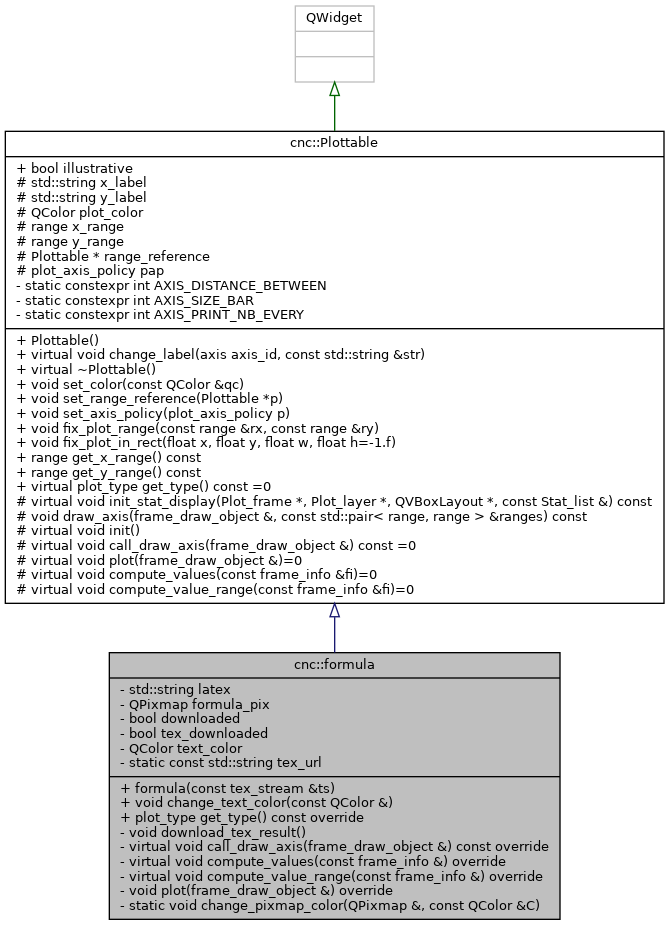 QWidget
cnc::Plottable
+ bool illustrative
# std::string x_label
# std::string y_label
# QColor plot_color
# range x_range
# range y_range
# Plottable * range_reference
# plot_axis_policy pap
- static constexpr int AXIS_DISTANCE_BETWEEN
- static constexpr int AXIS_SIZE_BAR
- static constexpr int AXIS_PRINT_NB_EVERY
+ Plottable()
+ virtual void change_label(axis axis_id, const std::string &str)
+ virtual ~Plottable()
+ void set_color(const QColor &qc)
+ void set_range_reference(Plottable *p)
+ void set_axis_policy(plot_axis_policy p)
+ void fix_plot_range(const range &rx, const range &ry)
+ void fix_plot_in_rect(float x, float y, float w, float h=-1.f)
+ range get_x_range() const
+ range get_y_range() const
+ virtual plot_type get_type() const =0
# virtual void init_stat_display(Plot_frame *, Plot_layer *, QVBoxLayout *, const Stat_list &) const
# void draw_axis(frame_draw_object &, const std::pair< range, range > &ranges) const
# virtual void init()
# virtual void call_draw_axis(frame_draw_object &) const =0
# virtual void plot(frame_draw_object &)=0
# virtual void compute_values(const frame_info &fi)=0
# virtual void compute_value_range(const frame_info &fi)=0
cnc::formula
- std::string latex
- QPixmap formula_pix
- bool downloaded
- bool tex_downloaded
- QColor text_color
- static const std::string tex_url
+ formula(const tex_stream &ts)
+ void change_text_color(const QColor &)
+ plot_type get_type() const override
- void download_tex_result()
- virtual void call_draw_axis(frame_draw_object &) const override
- virtual void compute_values(const frame_info &) override
- virtual void compute_value_range(const frame_info &) override
- void plot(frame_draw_object &) override
- static void change_pixmap_color(QPixmap &, const QColor &C)